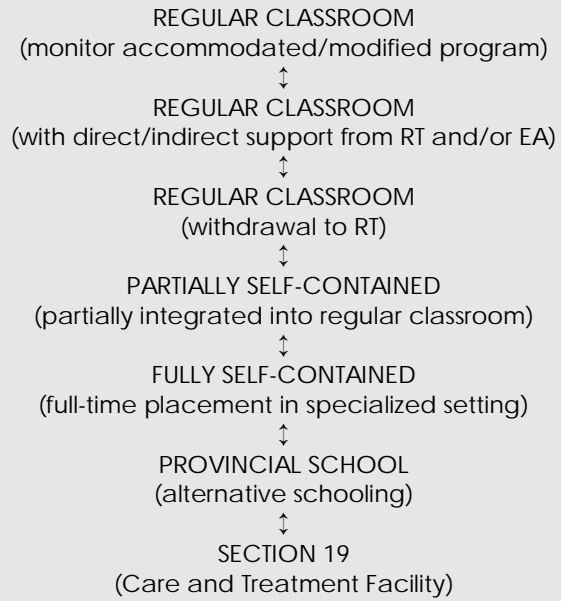 REGULAR CLASSROOM
(monitor accommodated/modified program)
↕
REGULAR CLASSROOM
(with direct/indirect support from RT and/or EA)
↕
REGULAR CLASSROOM
(withdrawal to RT)
↕
PARTIALLY SELF-CONTAINED
(partially integrated into regular classroom)
↕
FULLY SELF-CONTAINED
(full-time placement in specialized setting)
↕
PROVINCIAL SCHOOL
(alternative schooling)
↕
SECTION 19
(Care and Treatment Facility)